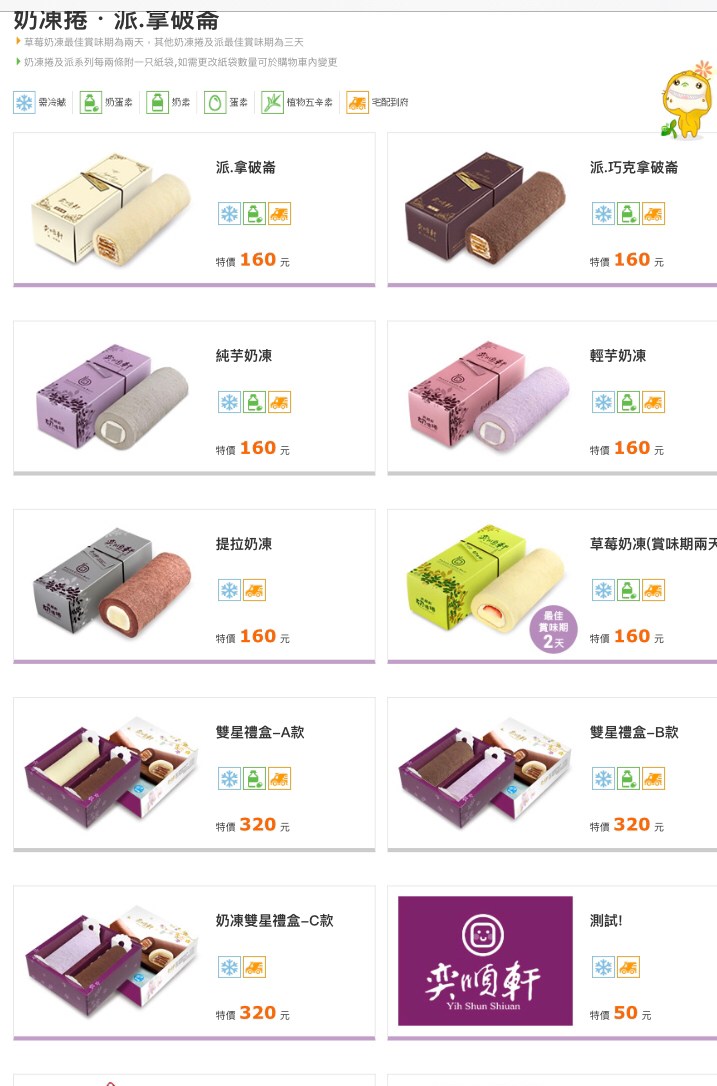 奶凍捲‧派.拿破崙
草莓奶凍最佳賞味期為兩天，其他奶凍捲及派最佳賞味期為三天
奶凍捲及派系列每兩條附一只紙袋,如需更改紙袋數量可於購物車內變更
需冷藏 奶蛋素 奶素 蛋素 植物五辛素 宅配到府
派.拿破崙
特價 160 元
派.巧克拿破崙
特價 160 元
純芋奶凍
特價 160 元
輕芋奶凍
特價 160 元
提拉奶凍
特價 160 元
草莓奶凍(賞味期兩天
最佳
賞味期
2天
特價 160 元
雙星禮盒-A款
特價 320 元
雙星禮盒-B款
特價 320 元
奶凍雙星禮盒-C款
特價 320 元
奕順軒
Yih Shun Shiuan
測試!
特價 50 元